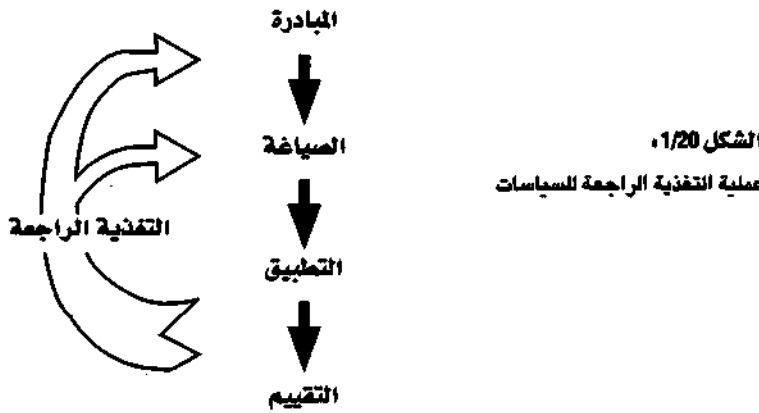 المبادرة
الصياغة
التطبيق
التقييم
التغذية الراجعة
الشكل 1/20،
عملية التغذية الراجعة للسياسات